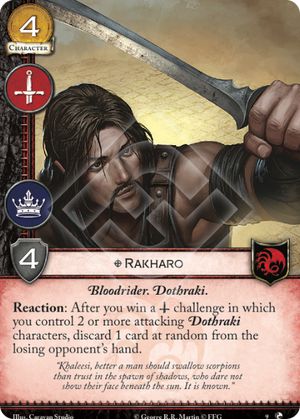 4
CHARACTER
4
RAKHARO
Bloodrider. Dothraki.
Reaction: After you win a challenge in which
you control 2 or more attacking Dothraki
characters, discard 1 card at random from the
losing opponent's hand.
"Khaleesi, better a man should swallow scorpions
than trust in the spawn of shadows, who dare not
show their face beneath the sun. It is known."
Illus. Caravan Studio
© George R.R. Martin © FFG
9